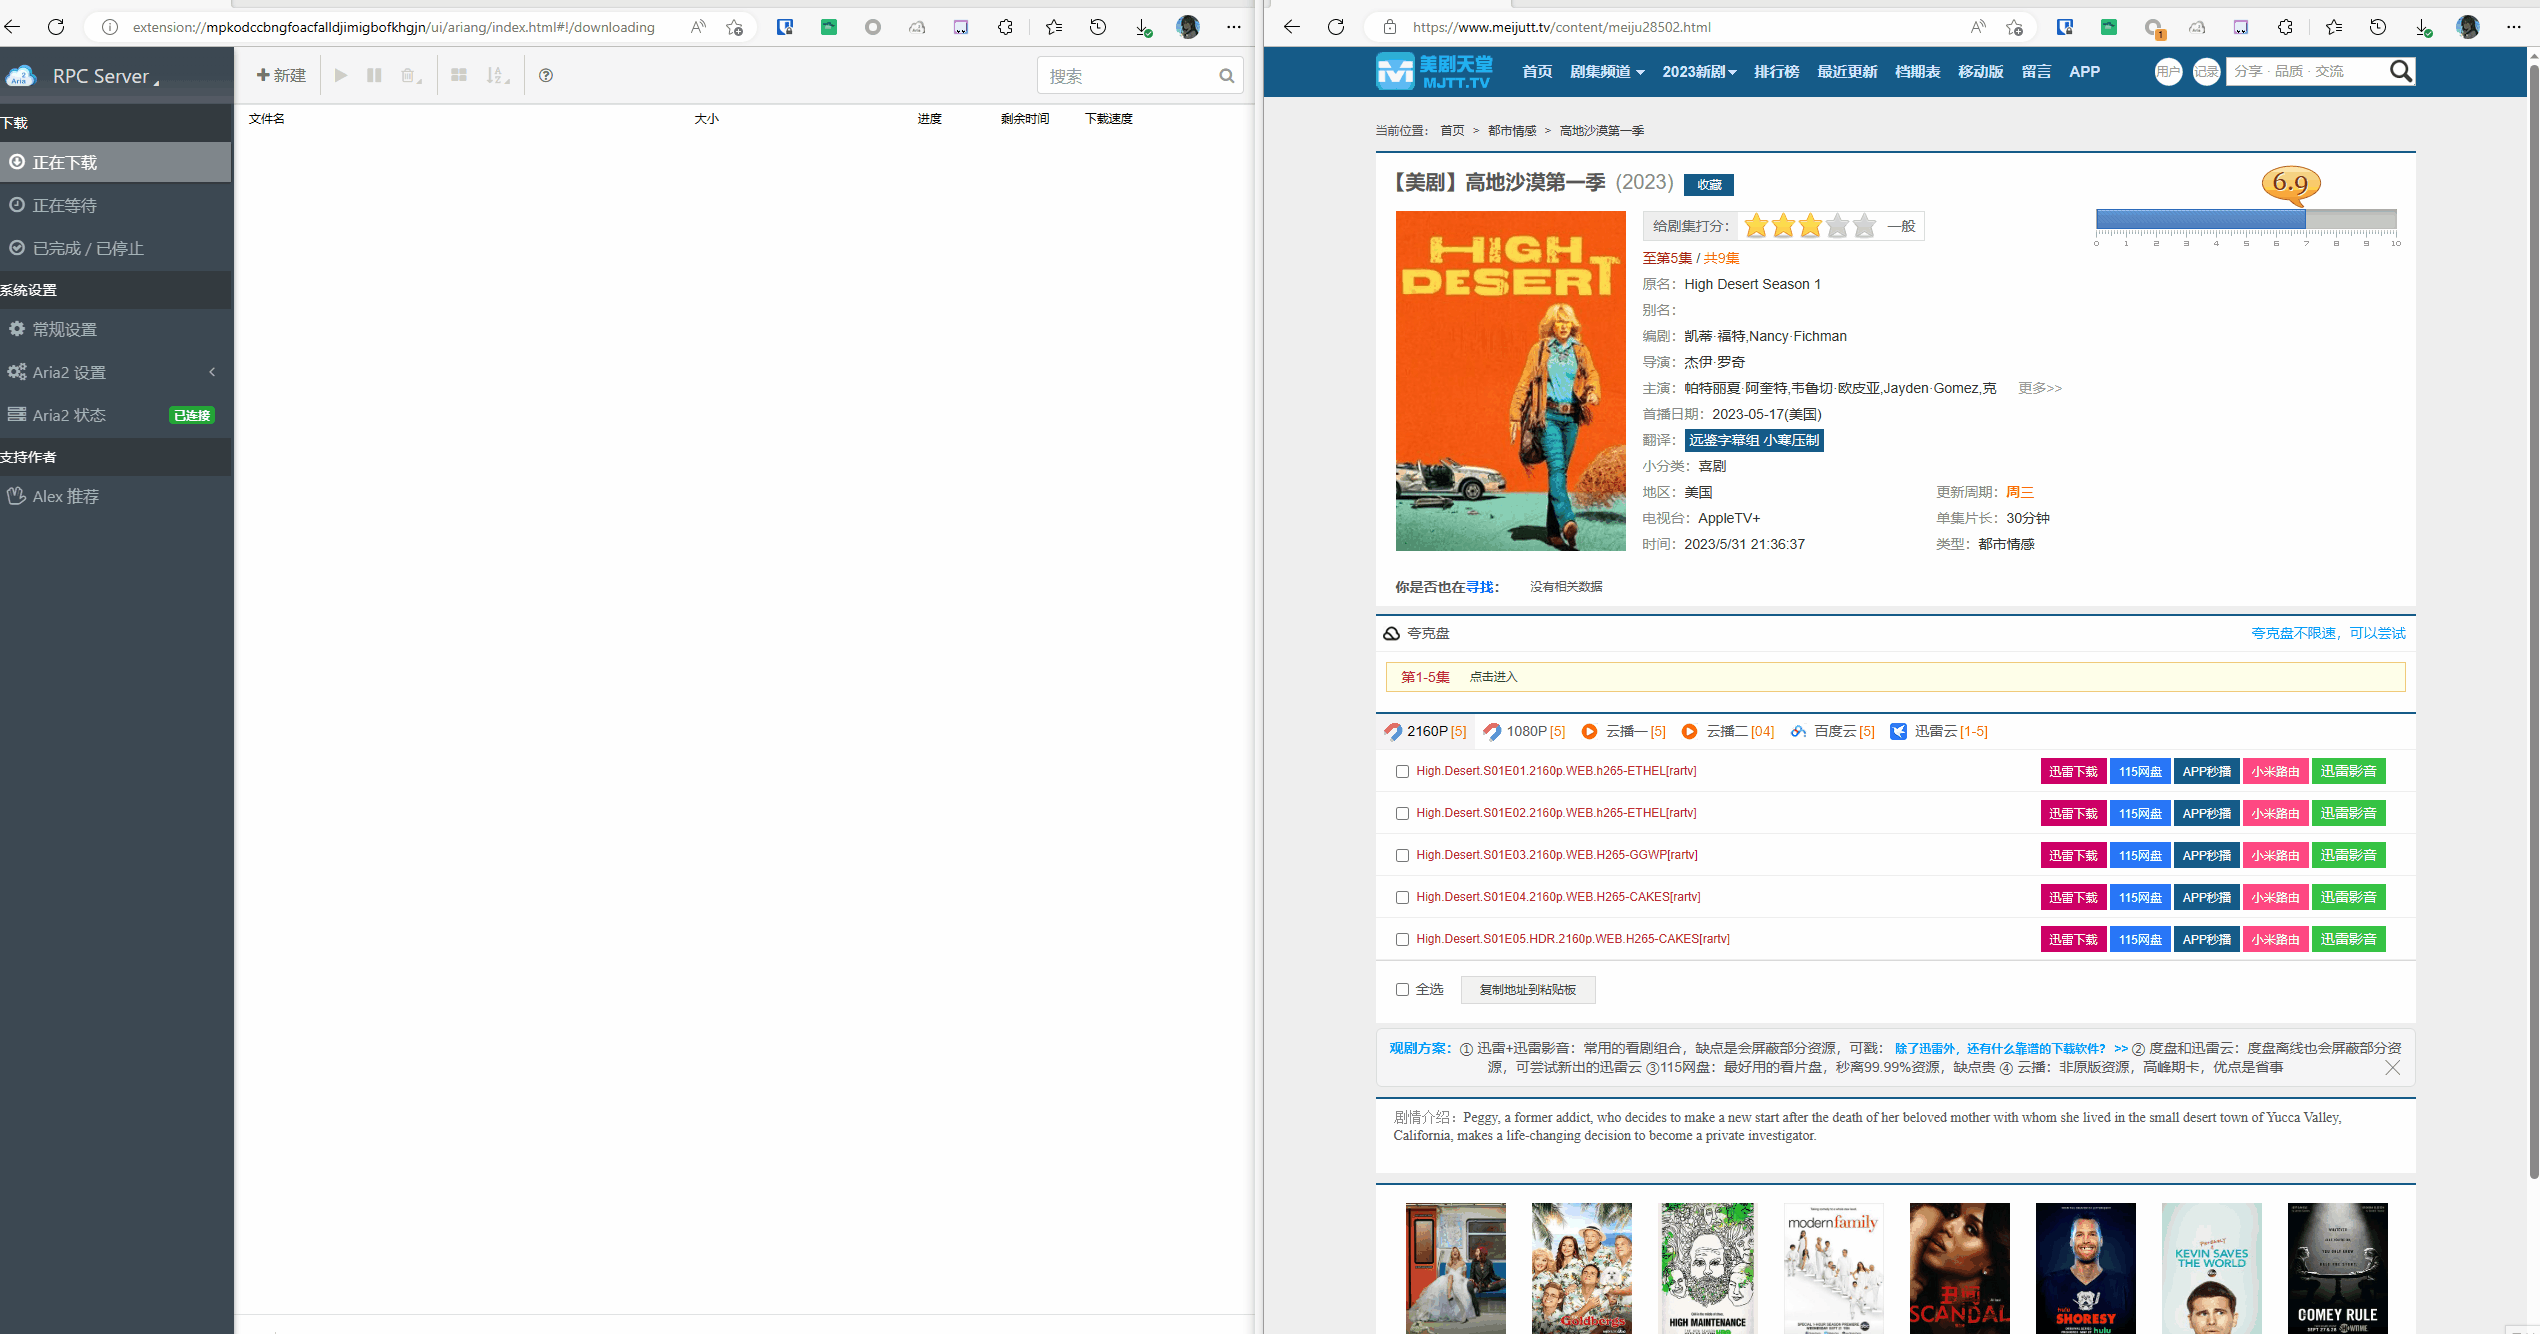 extension://mpkodccbngfoacfalldjimigbofkhgjn/ui/ariang/index.html#!/downloading
RPC Server
新建
搜索
下载
正在下载
正在等待
已完成 / 已停止
系统设置
常规设置
Aria2 设置
Aria2 状态 已连接
支持作者
Alex 推荐
文件名 大小 进度 剩余时间 下载速度
https://www.meijutt.tv/content/meiju28502.html
美剧天堂
MJTT.TV
首页 剧集频道 2023新剧 排行榜 最近更新 档期表 移动版 留言 APP 用户 记录 分享 · 品质 · 交流
当前位置： 首页 > 都市情感 > 高地沙漠第一季
【美剧】高地沙漠第一季 (2023) 收藏
6.9
0 1 2 3 4 5 6 7 8 9 10
HIGH
DESERT
给剧集打分： 一般
至第5集 / 共9集
原名：High Desert Season 1
别名：
编剧：凯蒂·福特,Nancy·Fichman
导演：杰伊·罗奇
主演：帕特丽夏·阿奎特,韦鲁切·欧皮亚,Jayden·Gomez,克 更多>>
首播日期：2023-05-17(美国)
翻译：远鉴字幕组 小寒压制
小分类：喜剧
地区：美国 更新周期：周三
电视台：AppleTV+ 单集片长：30分钟
时间：2023/5/31 21:36:37 类型：都市情感
你是否也在寻找： 没有相关数据
夸克盘 夸克盘不限速，可以尝试
第1-5集 点击进入
2160P [5] 1080P [5] 云播一 [5] 云播二 [04] 百度云 [5] 迅雷云 [1-5]
High.Desert.S01E01.2160p.WEB.h265-ETHEL[rartv] 迅雷下载 115网盘 APP秒播 小米路由 迅雷影音
High.Desert.S01E02.2160p.WEB.h265-ETHEL[rartv] 迅雷下载 115网盘 APP秒播 小米路由 迅雷影音
High.Desert.S01E03.2160p.WEB.H265-GGWP[rartv] 迅雷下载 115网盘 APP秒播 小米路由 迅雷影音
High.Desert.S01E04.2160p.WEB.H265-CAKES[rartv] 迅雷下载 115网盘 APP秒播 小米路由 迅雷影音
High.Desert.S01E05.HDR.2160p.WEB.H265-CAKES[rartv] 迅雷下载 115网盘 APP秒播 小米路由 迅雷影音
全选 复制地址到粘贴板
观剧方案：① 迅雷+迅雷影音：常用的看剧组合，缺点是会屏蔽部分资源，可戳： 除了迅雷外，还有什么靠谱的下载软件？ >> ② 度盘和迅雷云：度盘离线也会屏蔽部分资
源，可尝试新出的迅雷云 ③115网盘：最好用的看片盘，秒离99.99%资源，缺点贵 ④ 云播：非原版资源，高峰期卡，优点是省事
剧情介绍：Peggy, a former addict, who decides to make a new start after the death of her beloved mother with whom she lived in the small desert town of Yucca Valley,
California, makes a life-changing decision to become a private investigator.
Goldbergs
HIGH MAINTENANCE
modern family
SCANDAL
SHORESY
hulu
KEVIN SAVES
THE WORLD
COMEY RULE